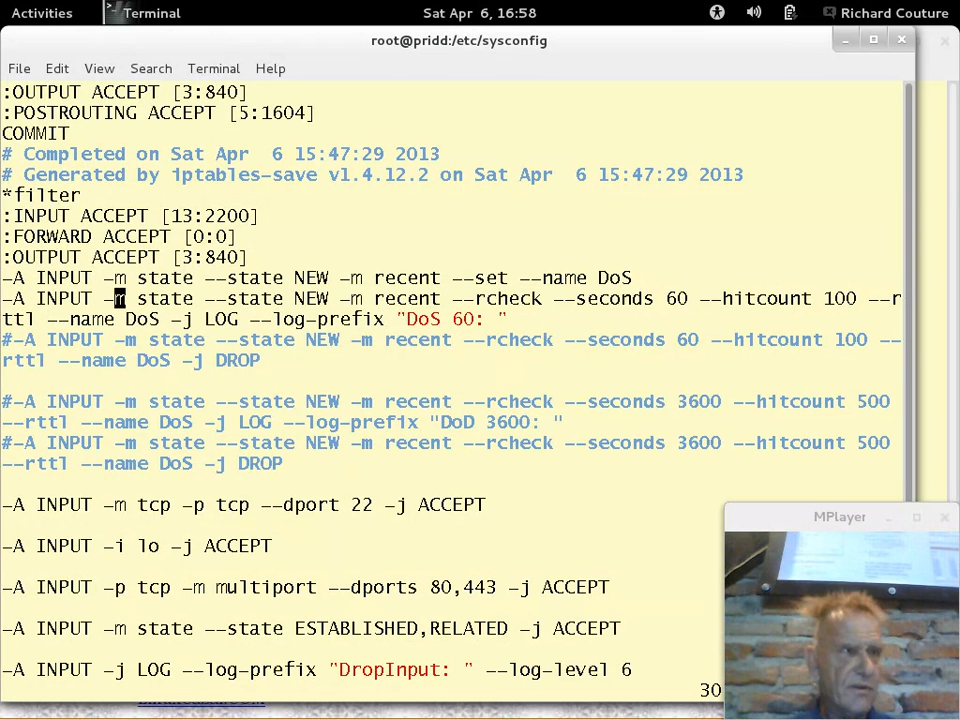 Activities Terminal Sat Apr 6, 16:58 Richard Couture
root@pridd:/etc/sysconfig
File Edit View Search Terminal Help
:OUTPUT ACCEPT [3:840]
:POSTROUTING ACCEPT [5:1604]
COMMIT
# Completed on Sat Apr  6 15:47:29 2013
# Generated by iptables-save v1.4.12.2 on Sat Apr  6 15:47:29 2013
*filter
:INPUT ACCEPT [13:2200]
:FORWARD ACCEPT [0:0]
:OUTPUT ACCEPT [3:840]
-A INPUT -m state --state NEW -m recent --set --name DoS
-A INPUT -m state --state NEW -m recent --rcheck --seconds 60 --hitcount 100 --r
ttl --name DoS -j LOG --log-prefix "DoS 60: "
#-A INPUT -m state --state NEW -m recent --rcheck --seconds 60 --hitcount 100 --
rttl --name DoS -j DROP
#-A INPUT -m state --state NEW -m recent --rcheck --seconds 3600 --hitcount 500
--rttl --name DoS -j LOG --log-prefix "DoD 3600: "
#-A INPUT -m state --state NEW -m recent --rcheck --seconds 3600 --hitcount 500
--rttl --name DoS -j DROP
-A INPUT -m tcp -p tcp --dport 22 -j ACCEPT
-A INPUT -i lo -j ACCEPT
-A INPUT -p tcp -m multiport --dports 80,443 -j ACCEPT
-A INPUT -m state --state ESTABLISHED,RELATED -j ACCEPT
-A INPUT -j LOG --log-prefix "DropInput: " --log-level 6
30
MPlayer